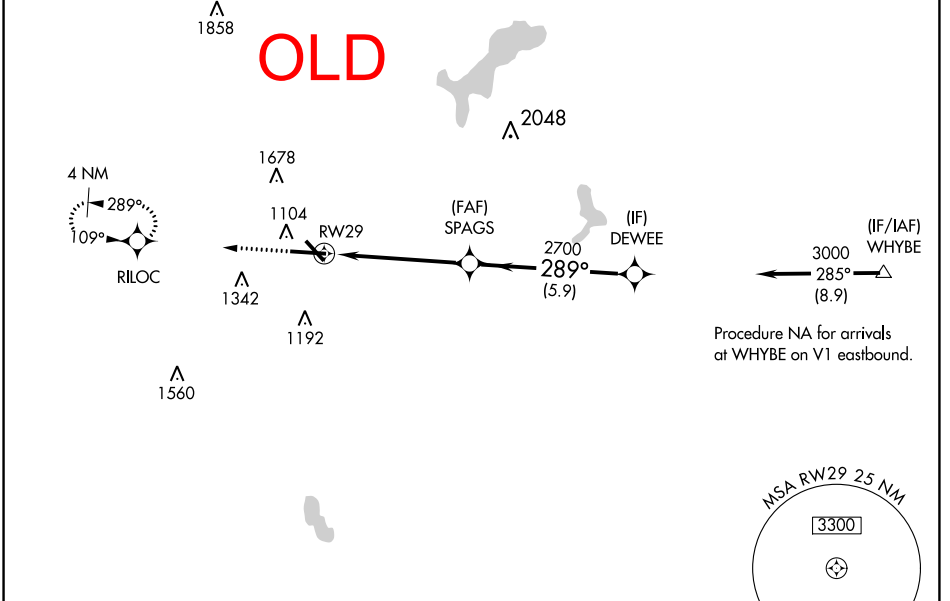 1858
OLD
2048
1678
4 NM
289°
109°
RILOC
1104
RW29
(FAF)
SPAGS
(IF)
DEWEE
2700
289°
(5.9)
(IF/IAF)
WHYBE
3000
285°
(8.9)
1342
1192
1560
Procedure NA for arrivals
at WHYBE on V1 eastbound.
MSA RW29 25 NM
3300